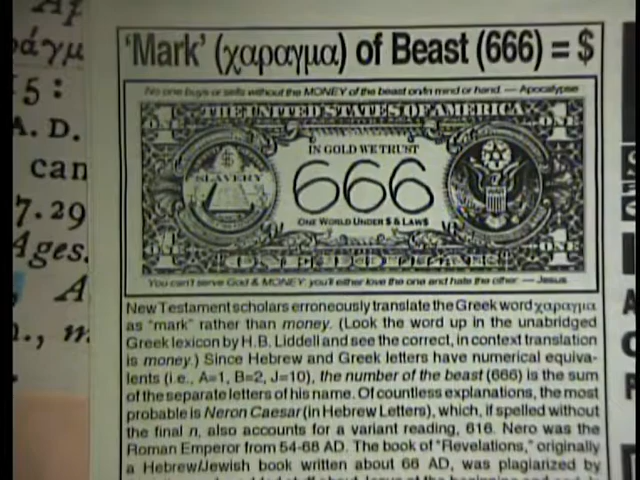 'Mark' (χαραγμα) of Beast (666) = $
No one buys or sells without the MONEY of the beast on/in mind or hand. — Apocalypse
THE UNITED STATES OF AMERICA
ONE ONE
IN GOLD WE TRUST
$
SLAVERY
666
ONE WORLD UNDER $ & LAW$
1 1
You can't serve God & MONEY: you'll either love the one and hate the other. — Jesus
New Testament scholars erroneously translate the Greek word χαραγμα
as "mark" rather than money. (Look the word up in the unabridged
Greek lexicon by H.B. Liddell and see the correct, in context translation
is money.) Since Hebrew and Greek letters have numerical equiva-
lents (i.e., A=1, B=2, J=10), the number of the beast (666) is the sum
of the separate letters of his name. Of countless explanations, the most
probable is Neron Caesar (in Hebrew Letters), which, if spelled without
the final n, also accounts for a variant reading, 616. Nero was the
Roman Emperor from 54-68 AD. The book of "Revelations," originally
a Hebrew/Jewish book written about 66 AD, was plagiarized by
5:
A. D.
can
7.29
Ages.
A